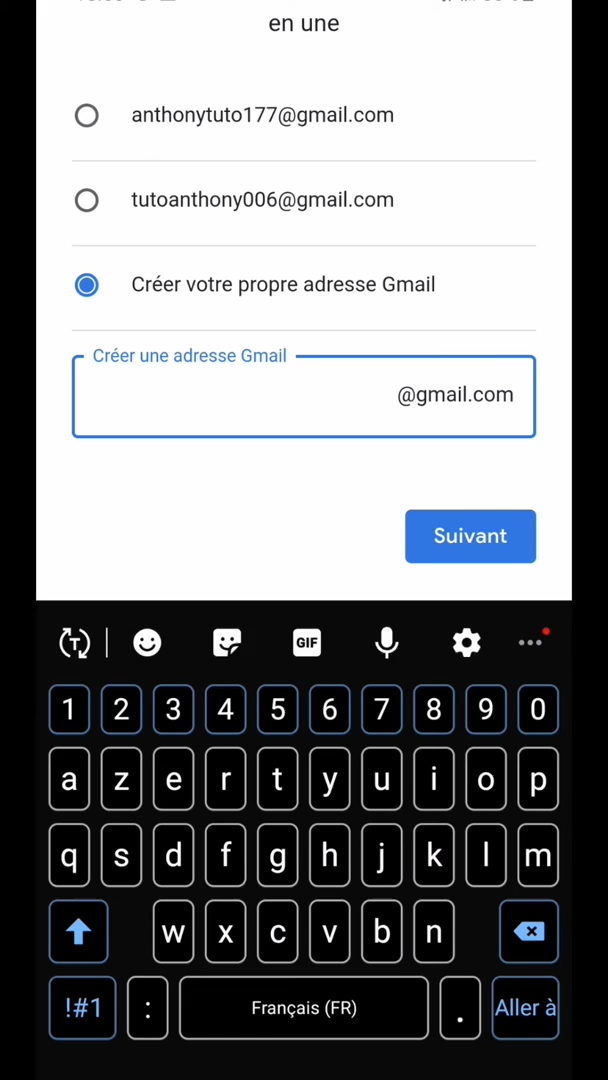 en une
anthonytuto177@gmail.com
tutoanthony006@gmail.com
Créer votre propre adresse Gmail
Créer une adresse Gmail
@gmail.com
Suivant
T GIF
1 2 3 4 5 6 7 8 9 0
a z e r t y u i o p
q s d f g h j k l m
w x c v b n
!#1 : Français (FR) . Aller à